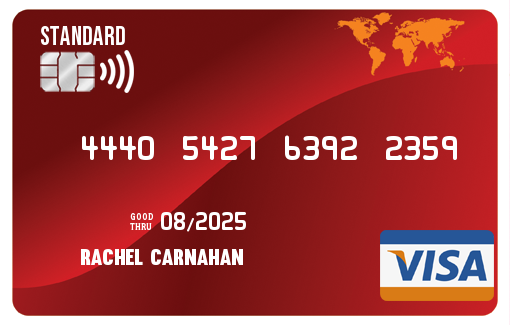 STANDARD
4440 5427 6392 2359
GOOD THRU 08/2025
RACHEL CARNAHAN
VISA